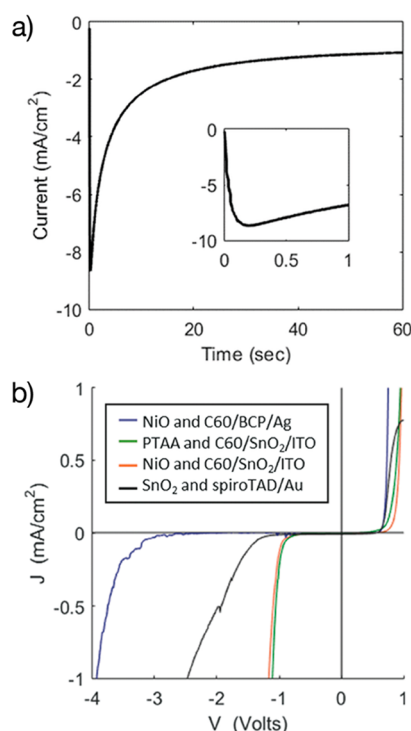 a)
0
-2
-4
-6
-8
-10
Current (mA/cm²)
0
-5
-10
0 0.5 1
0 20 40 60
Time (sec)
b)
1
0.5
0
-0.5
-1
J (mA/cm²)
NiO and C60/BCP/Ag
PTAA and C60/SnO₂/ITO
NiO and C60/SnO₂/ITO
SnO₂ and spiroTAD/Au
-4 -3 -2 -1 0 1
V (Volts)